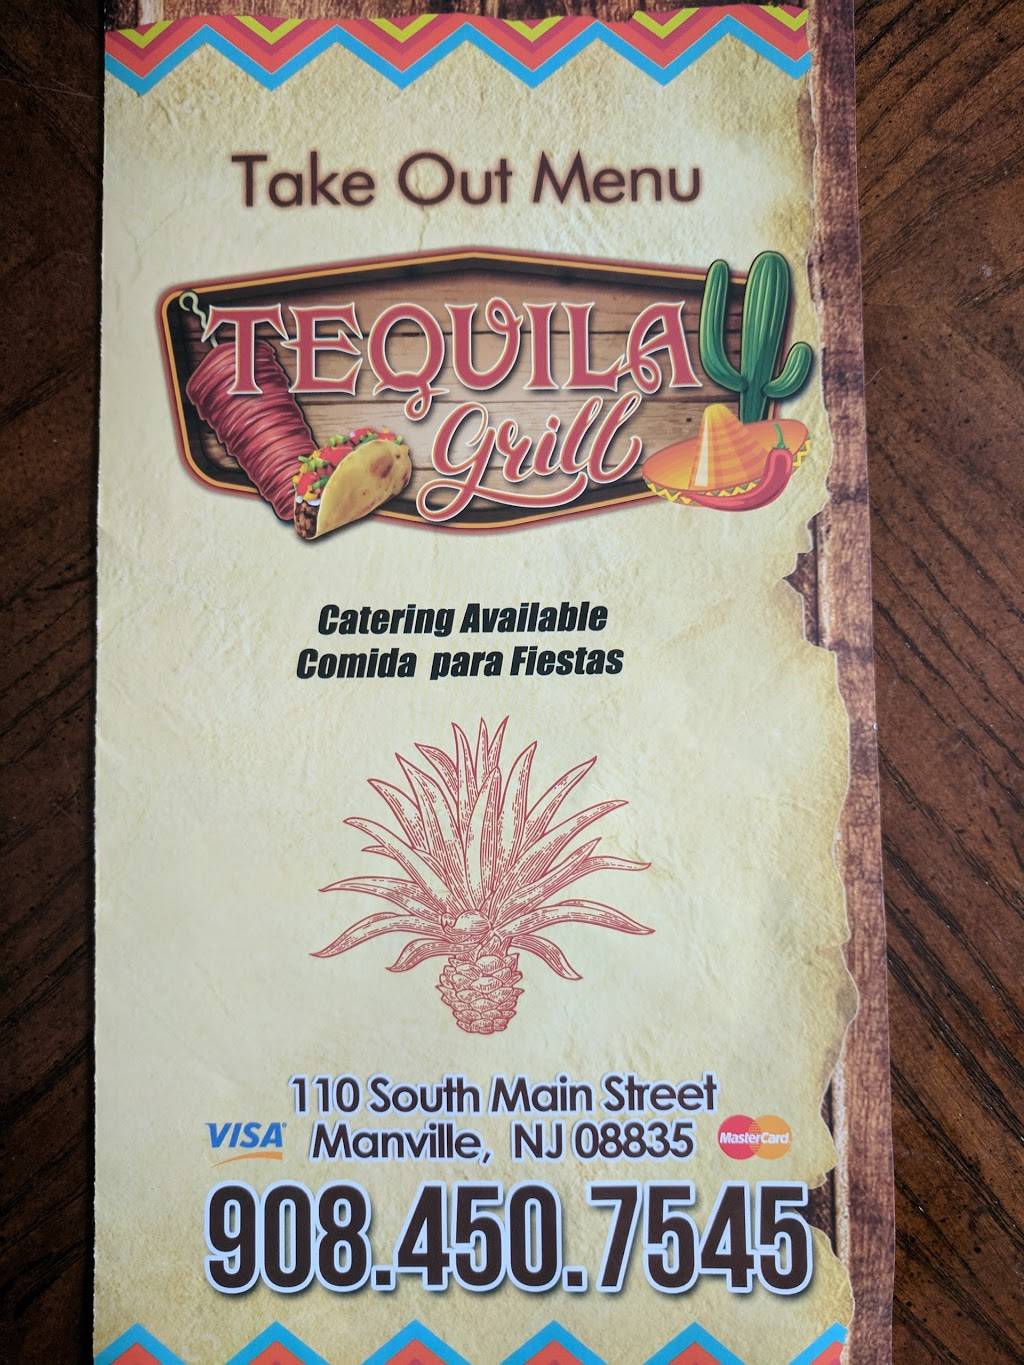 Take Out Menu
TEQUILA
Grill
Catering Available
Comida para Fiestas
110 South Main Street
VISA Manville, NJ 08835 MasterCard
908.450.7545